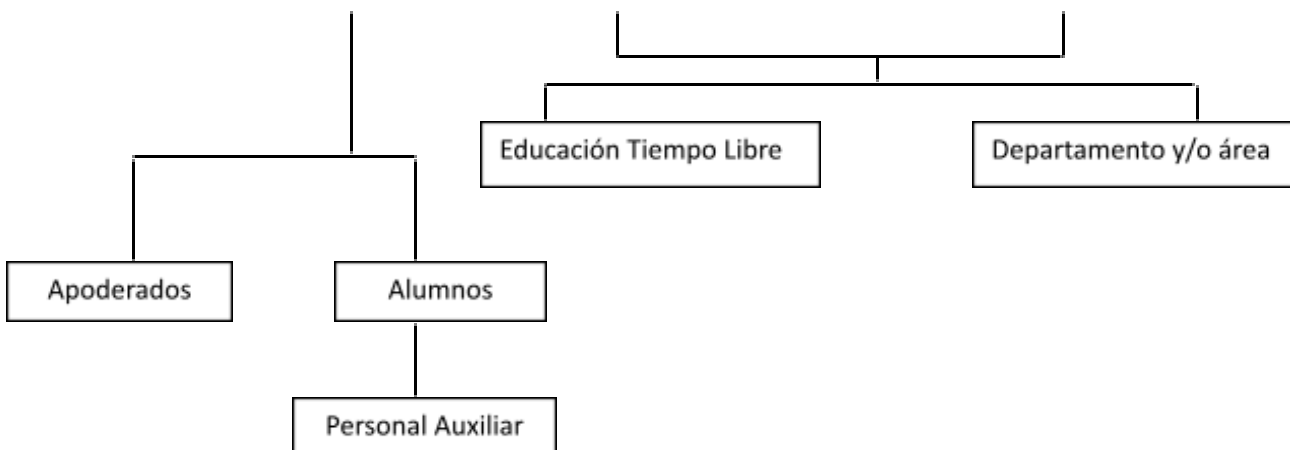 Educación Tiempo Libre
Departamento y/o área
Apoderados
Alumnos
Personal Auxiliar